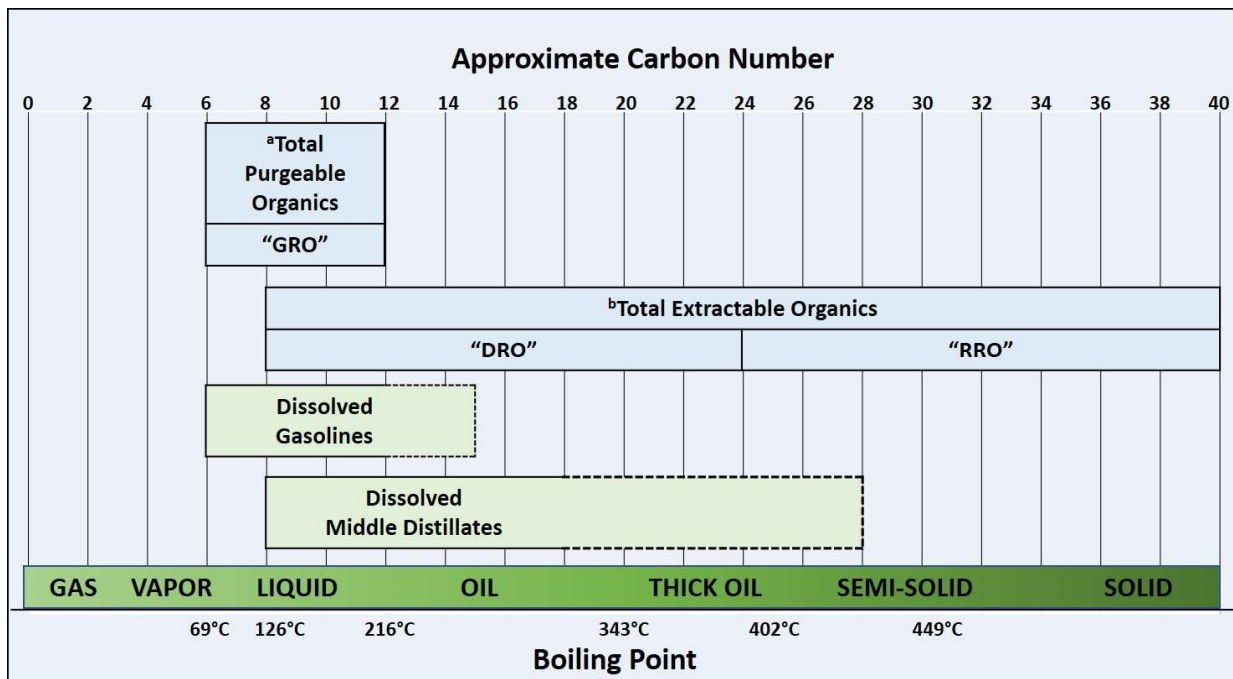 Approximate Carbon Number
0 2 4 6 8 10 12 14 16 18 20 22 24 26 28 30 32 34 36 38 40
ᵃTotal
Purgeable
Organics
“GRO”
ᵇTotal Extractable Organics
“DRO” “RRO”
Dissolved
Gasolines
Dissolved
Middle Distillates
GAS VAPOR LIQUID OIL THICK OIL SEMI-SOLID SOLID
69°C 126°C 216°C 343°C 402°C 449°C
Boiling Point